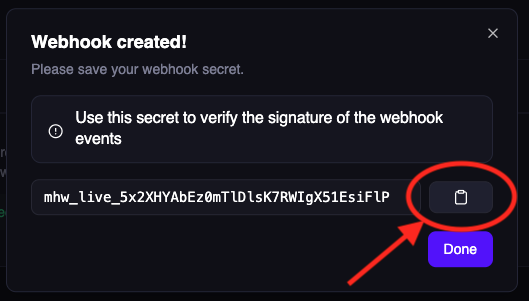 Webhook created!
Please save your webhook secret.
Use this secret to verify the signature of the webhook
events
mhw_live_5x2XHYAbEz0mTlDlsK7RWIgX51EsiFlP
Done